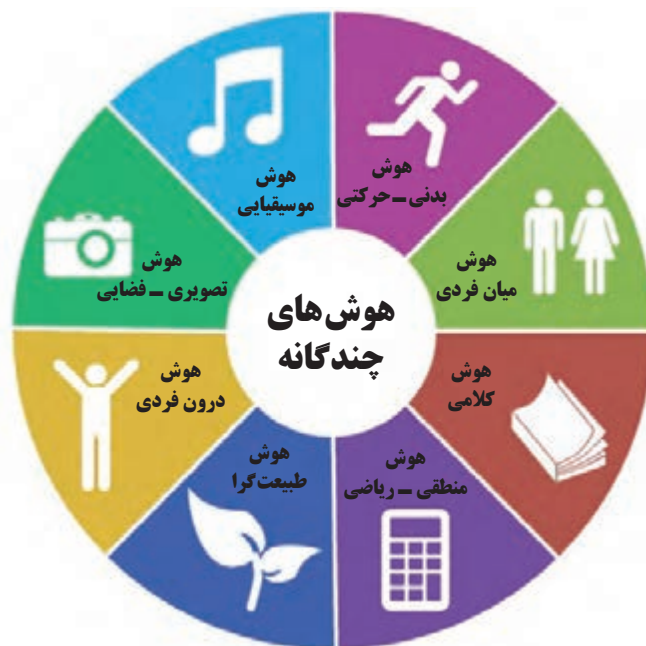 هوش
موسیقیایی
هوش
بدنی ـ حرکتی
هوش
تصویری ـ فضایی
هوش
میان فردی
هوش‌های
چندگانه
هوش
درون فردی
هوش
کلامی
هوش
طبیعت‌گرا
هوش
منطقی ـ ریاضی